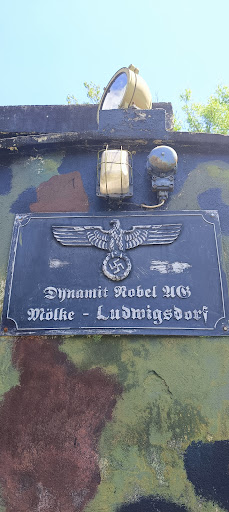 Dynamit Nobel AG
Mölke - Ludwigsdorf